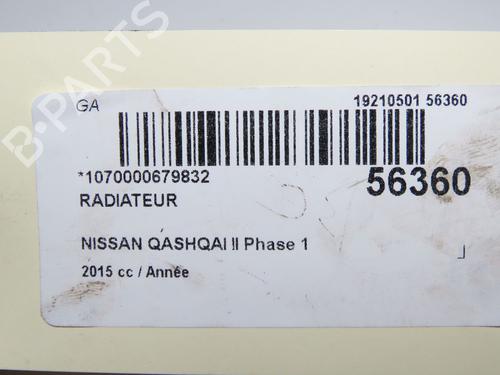 GA
19210501 56360
*1070000679832
56360
RADIATEUR
NISSAN QASHQAI II Phase 1
2015 cc / Année
B-PARTS